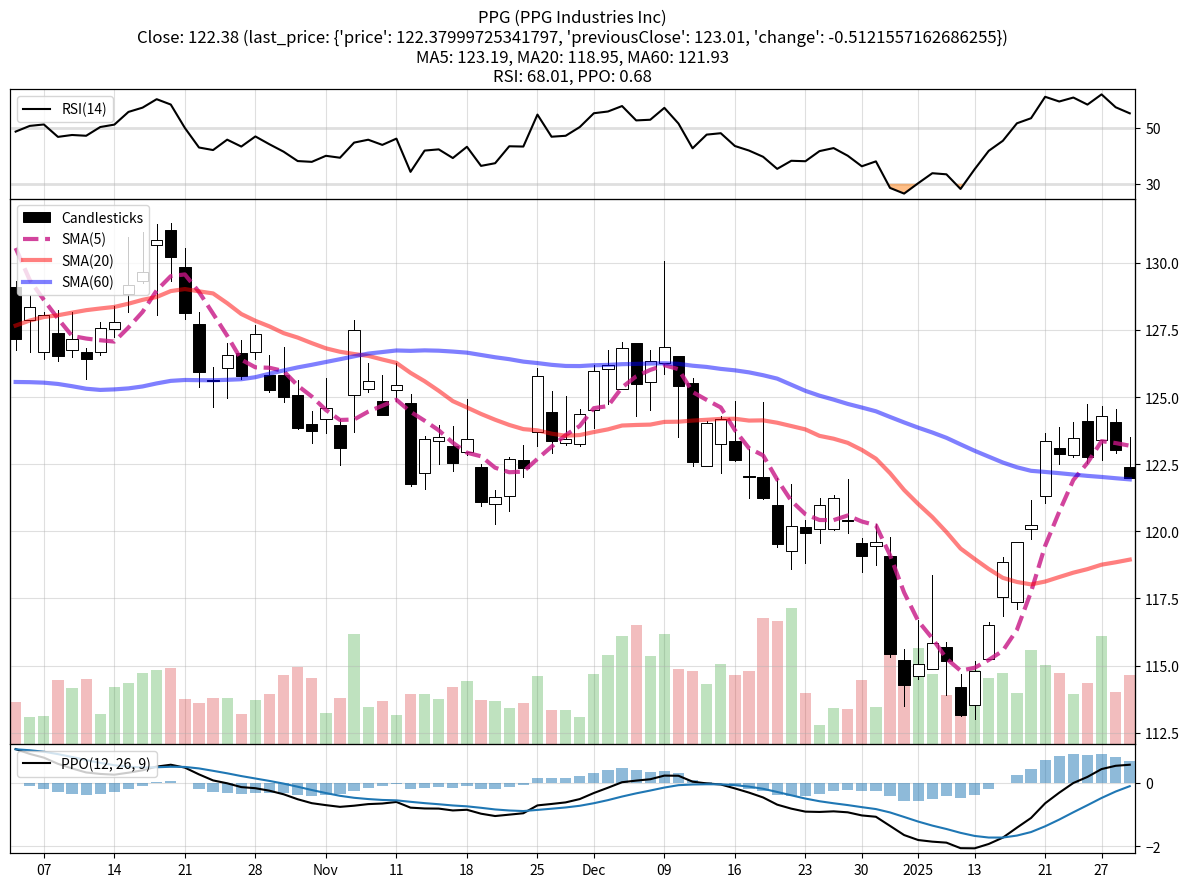 PPG (PPG Industries Inc)
Close: 122.38 (last_price: {'price': 122.37999725341797, 'previousClose': 123.01, 'change': -0.5121557162686255})
MA5: 123.19, MA20: 118.95, MA60: 121.93
RSI: 68.01, PPO: 0.68
RSI(14)
50
30
Candlesticks
SMA(5)
SMA(20)
SMA(60)
130.0
127.5
125.0
122.5
120.0
117.5
115.0
112.5
PPO(12, 26, 9)
0
−2
07 14 21 28 Nov 11 18 25 Dec 09 16 23 30 2025 13 21 27